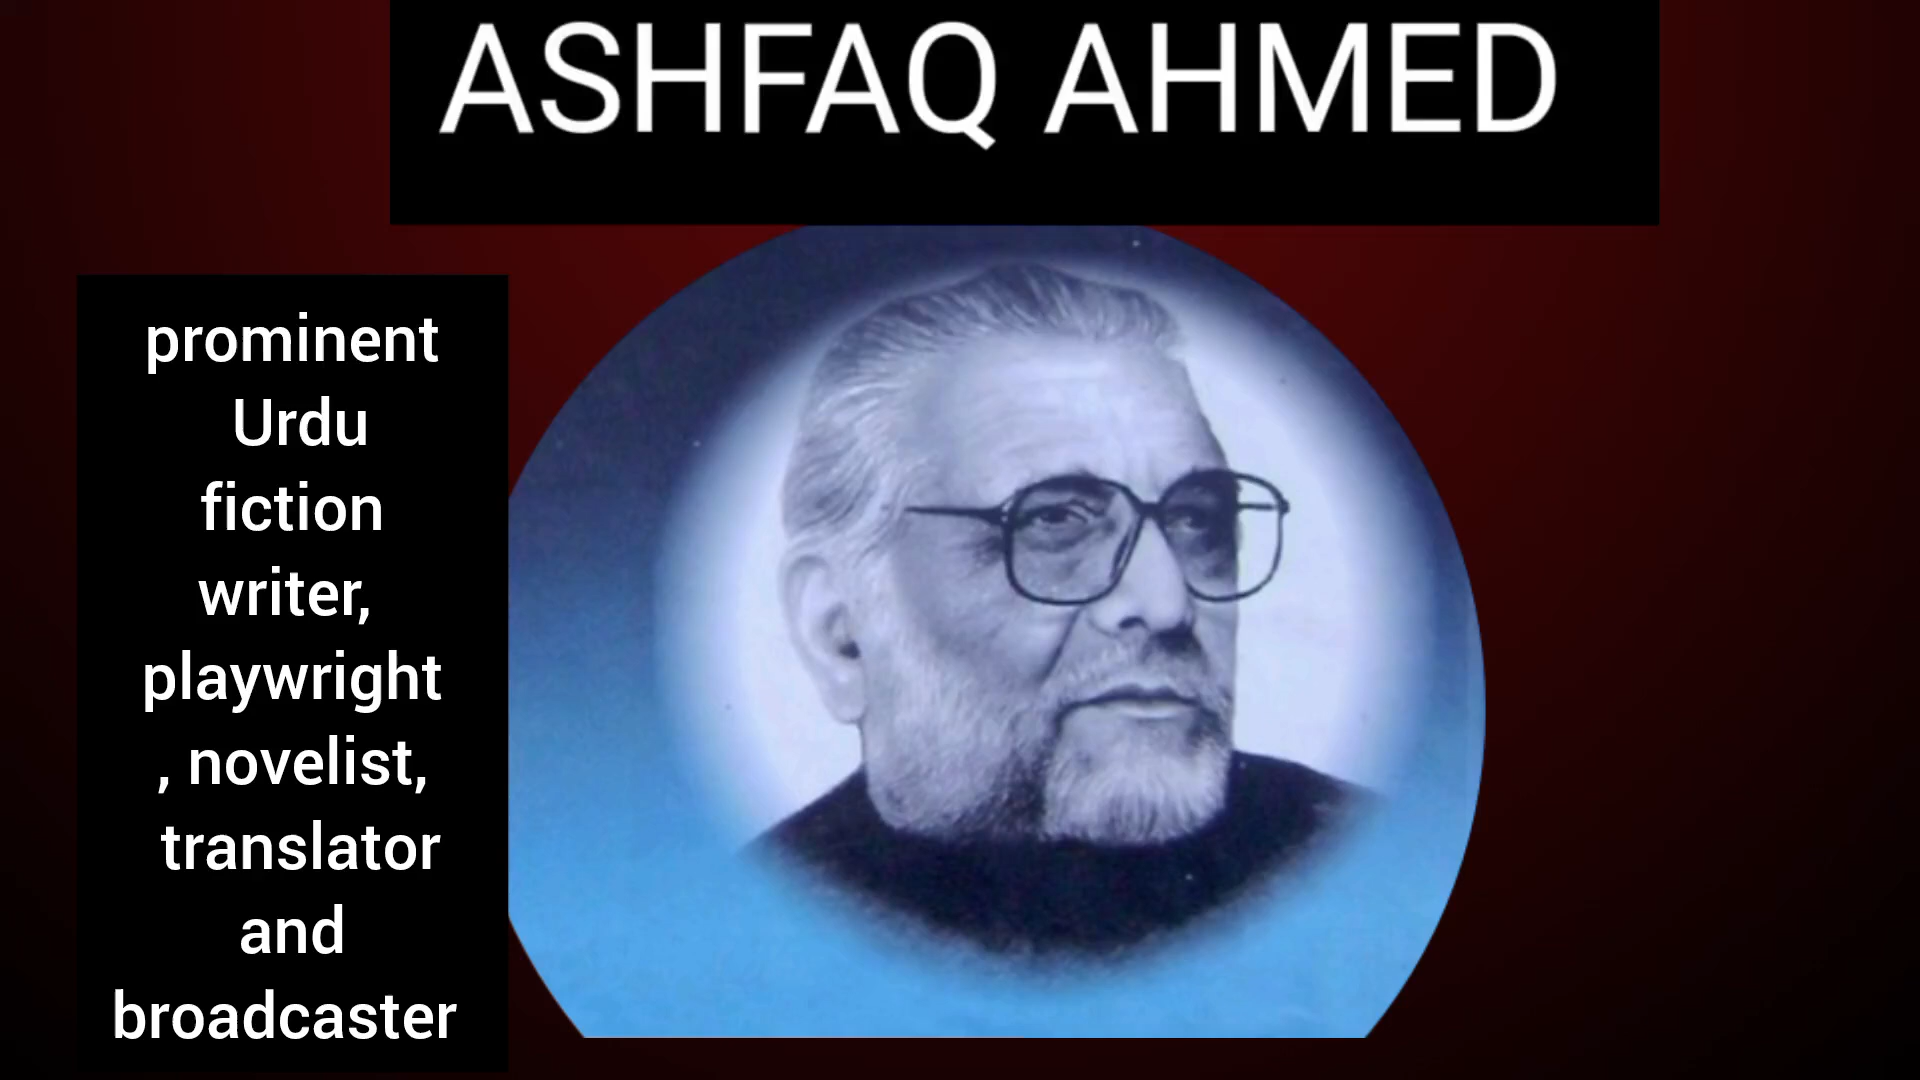 ASHFAQ AHMED
prominent
Urdu
fiction
writer,
playwright
, novelist,
translator
and
broadcaster